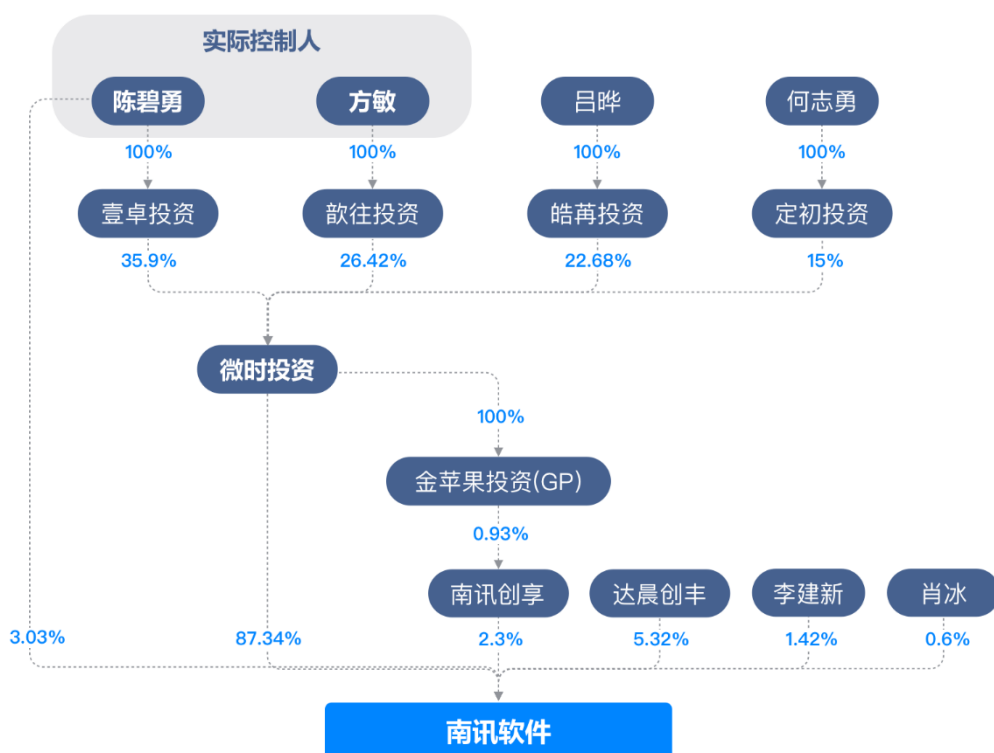 实际控制人
陈碧勇 方敏 吕晔 何志勇
100% 100% 100% 100%
壹卓投资 歆往投资 皓苒投资 定初投资
35.9% 26.42% 22.68% 15%
微时投资
100%
金苹果投资(GP)
0.93%
南讯创享 达晨创丰 李建新 肖冰
3.03% 87.34% 2.3% 5.32% 1.42% 0.6%
南讯软件